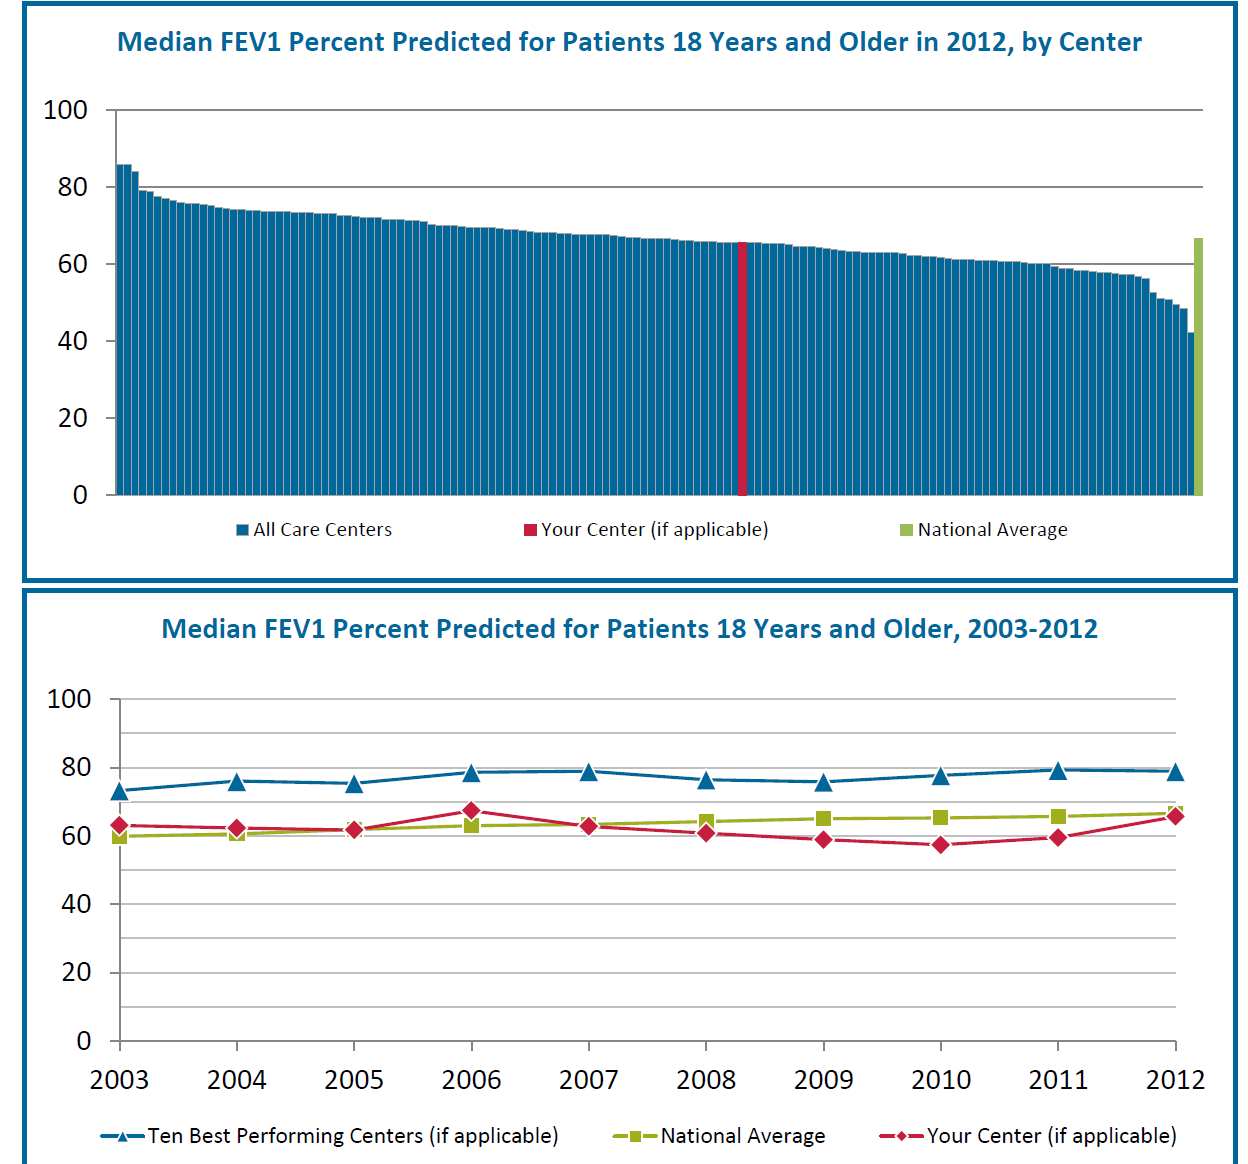 Median FEV1 Percent Predicted for Patients 18 Years and Older in 2012, by Center
100
80
60
40
20
0
All Care Centers Your Center (if applicable) National Average
Median FEV1 Percent Predicted for Patients 18 Years and Older, 2003-2012
100
80
60
40
20
0
2003 2004 2005 2006 2007 2008 2009 2010 2011 2012
Ten Best Performing Centers (if applicable) National Average Your Center (if applicable)